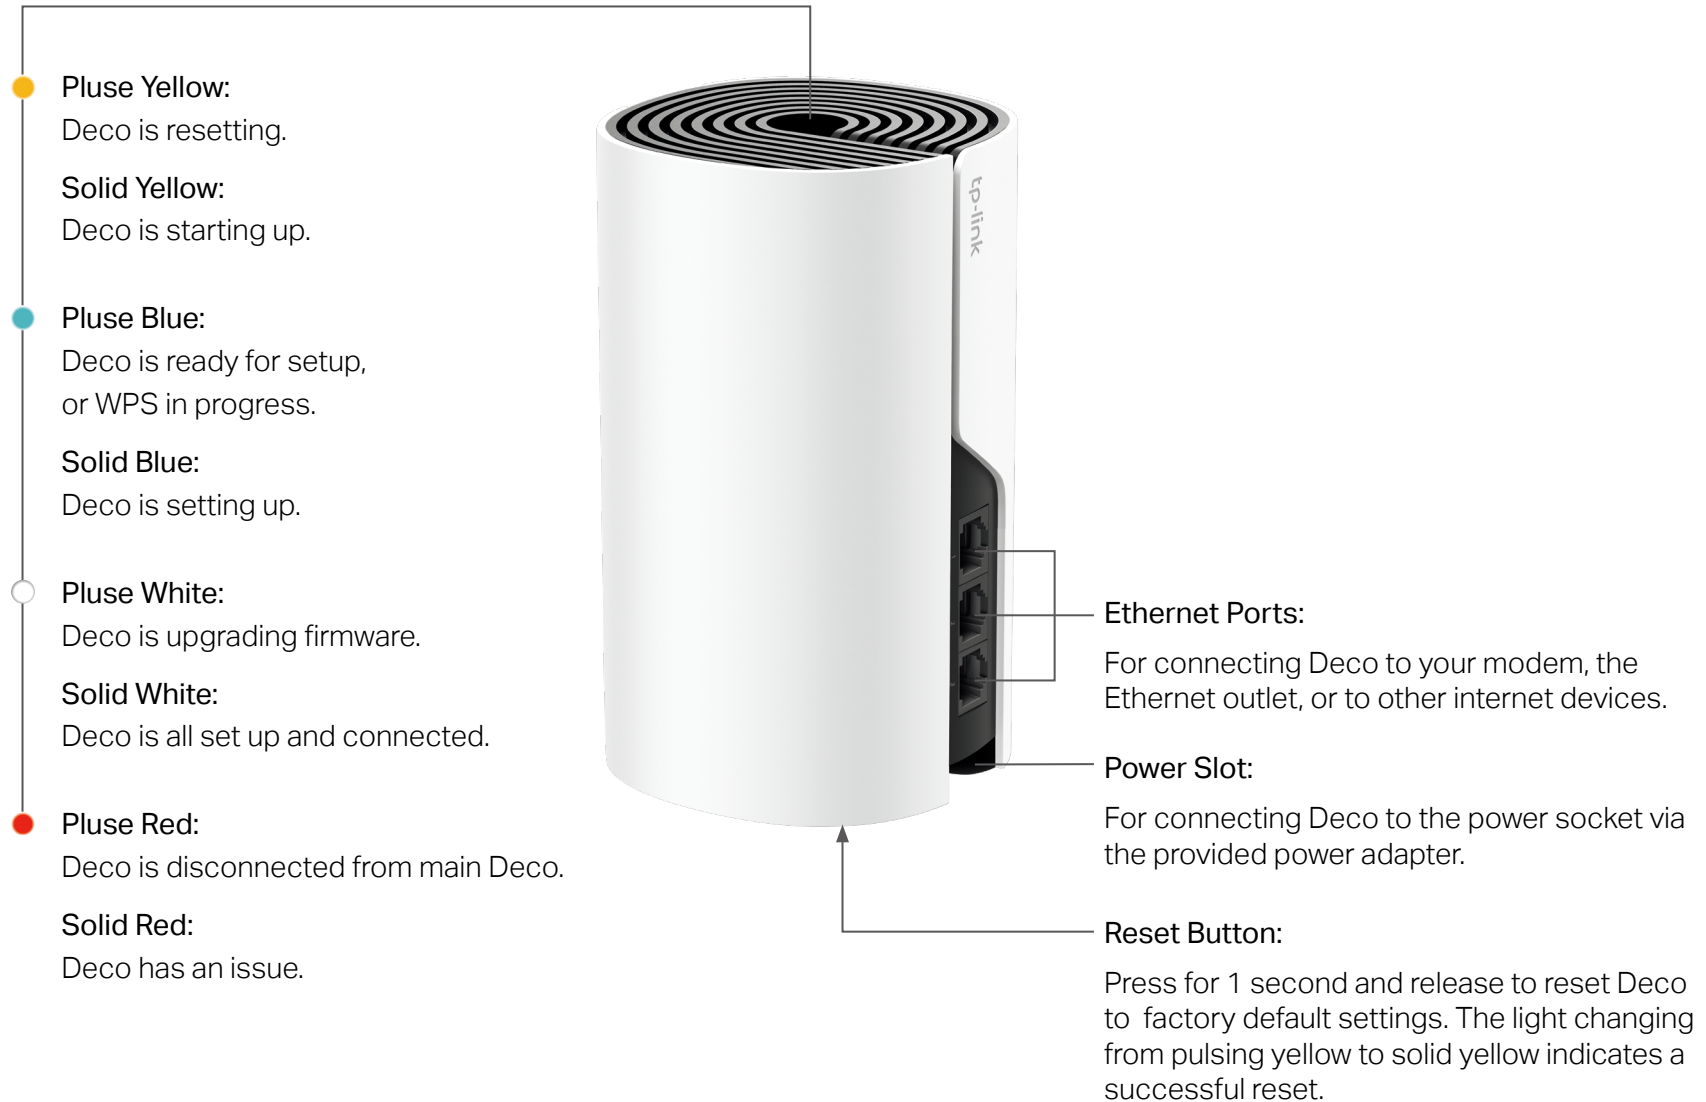 Pluse Yellow:
Deco is resetting.
Solid Yellow:
Deco is starting up.
Pluse Blue:
Deco is ready for setup,
or WPS in progress.
Solid Blue:
Deco is setting up.
Pluse White:
Deco is upgrading firmware.
Solid White:
Deco is all set up and connected.
Pluse Red:
Deco is disconnected from main Deco.
Solid Red:
Deco has an issue.
tp-link
Ethernet Ports:
For connecting Deco to your modem, the
Ethernet outlet, or to other internet devices.
Power Slot:
For connecting Deco to the power socket via
the provided power adapter.
Reset Button:
Press for 1 second and release to reset Deco
to  factory default settings. The light changing
from pulsing yellow to solid yellow indicates a
successful reset.